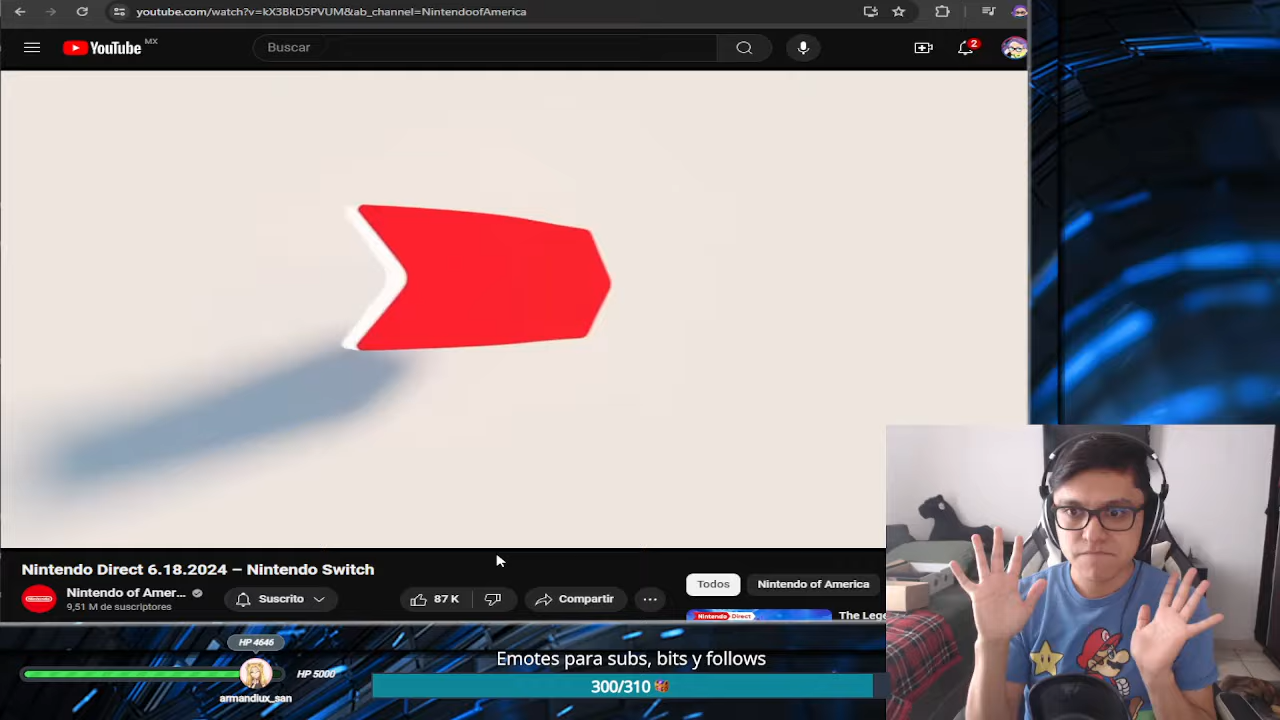 youtube.com/watch?v=kX3BkD5PVUM&ab_channel=NintendoofAmerica
YouTube MX
Buscar
2
Nintendo Direct 6.18.2024 – Nintendo Switch
Nintendo of Amer...
9,51 M de suscriptores
Suscrito
87 K
Compartir
Todos
Nintendo of America
Nintendo Direct
The Lege
HP 4646
HP 5000
armandlux_san
Emotes para subs, bits y follows
300/310